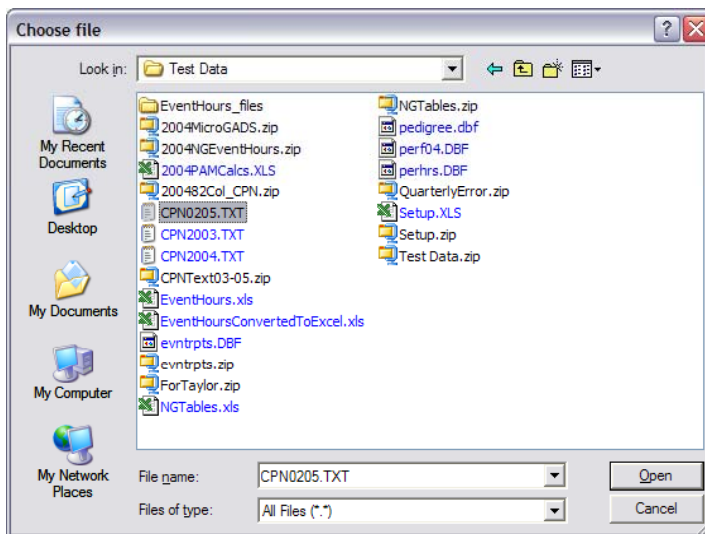 Choose file
Look in:
Test Data
My Recent
Documents
Desktop
My Documents
My Computer
My Network
Places
EventHours_files
2004MicroGADS.zip
2004NGEventHours.zip
2004PAMCalcs.XLS
200482Col_CPN.zip
CPN0205.TXT
CPN2003.TXT
CPN2004.TXT
CPNText03-05.zip
EventHours.xls
EventHoursConvertedToExcel.xls
evntrpts.DBF
evntrpts.zip
ForTaylor.zip
NGTables.xls
NGTables.zip
pedigree.dbf
perf04.DBF
perhrs.DBF
QuarterlyError.zip
Setup.XLS
Setup.zip
Test Data.zip
File name:
CPN0205.TXT
Open
Files of type:
All Files (*.*)
Cancel